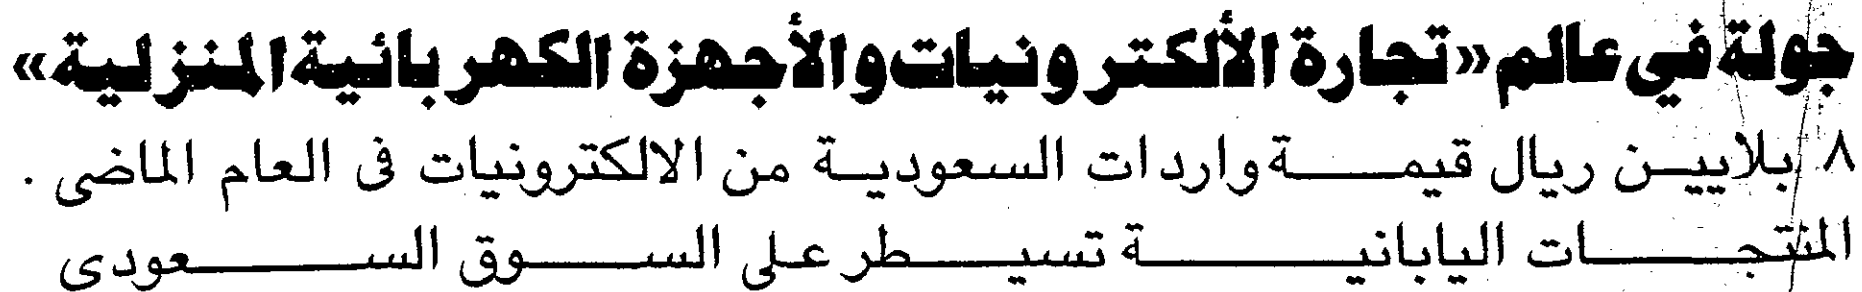 جولة في عالم «تجارة الألكترونيات والأجهزة الكهربائية المنزلية»
٨ بلايين ريال قيمة واردات السعودية من الالكترونيات فى العام الماضى .
المنتجات اليابانية تسيطر على السوق السعودى